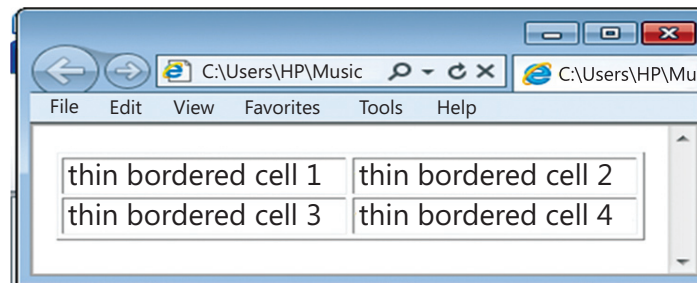 C:\Users\HP\Music
C:\Users\HP\Mu
File Edit View Favorites Tools Help
thin bordered cell 1 thin bordered cell 2
thin bordered cell 3 thin bordered cell 4